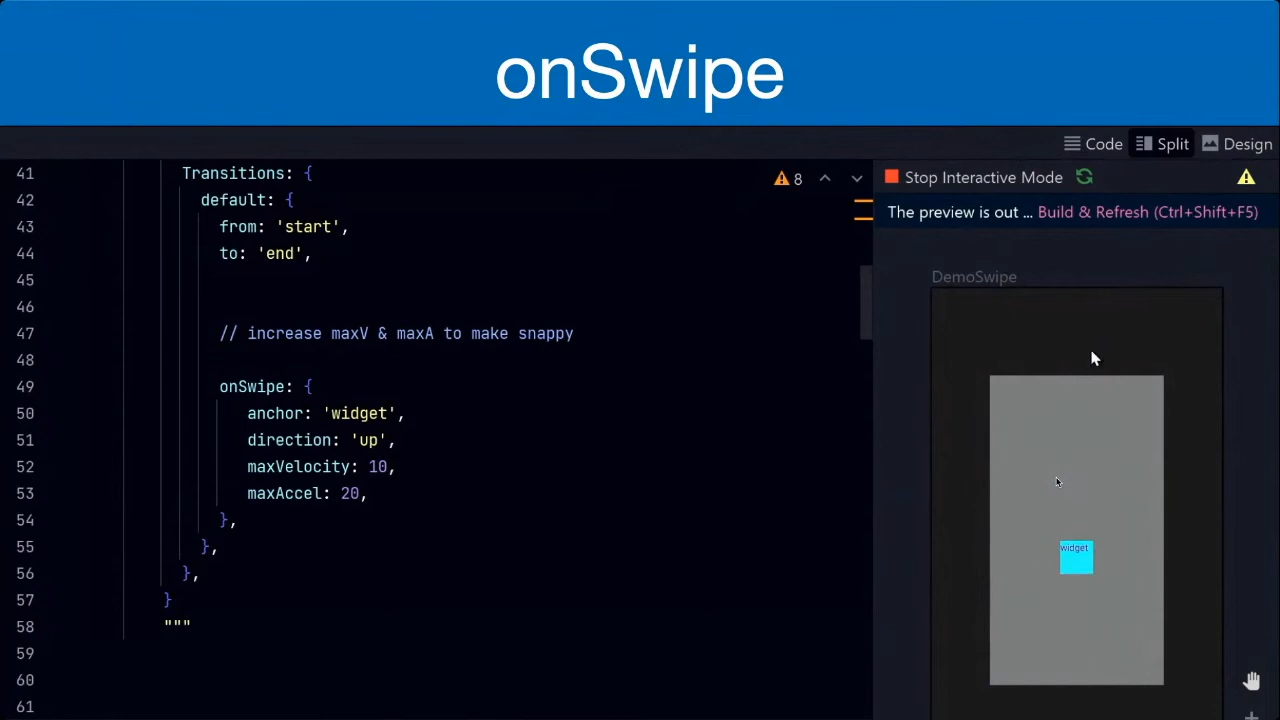 onSwipe
Code Split Design
41 Transitions: {
42 default: {
43 from: 'start',
44 to: 'end',
45
46
47 // increase maxV & maxA to make snappy
48
49 onSwipe: {
50 anchor: 'widget',
51 direction: 'up',
52 maxVelocity: 10,
53 maxAccel: 20,
54 },
55 },
56 },
57 }
58 """
59
60
61
8
Stop Interactive Mode
The preview is out ... Build & Refresh (Ctrl+Shift+F5)
DemoSwipe
widget